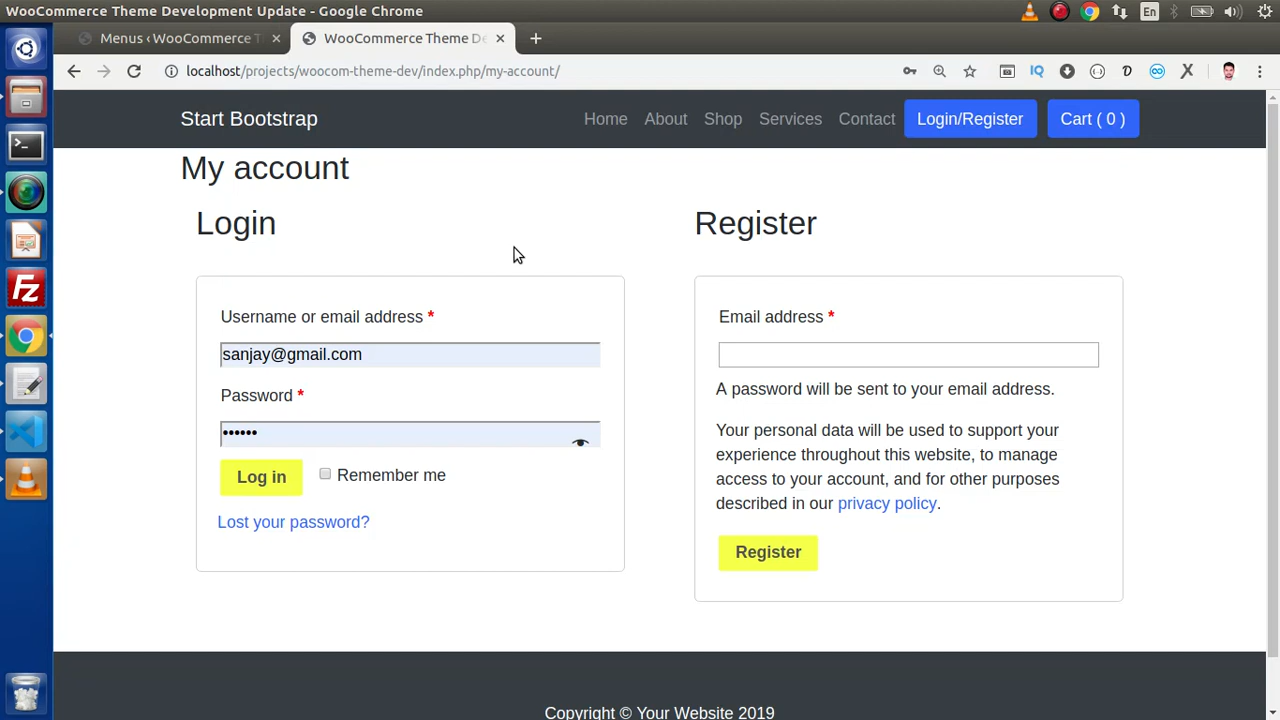 WooCommerce Theme Development Update - Google Chrome
En
Menus ‹ WooCommerce T
WooCommerce Theme De
localhost/projects/woocom-theme-dev/index.php/my-account/
IQ
Start Bootstrap
Home
About
Shop
Services
Contact
Login/Register
Cart ( 0 )
My account
Login
Username or email address *
sanjay@gmail.com
Password *
••••••
Log in
Remember me
Lost your password?
Register
Email address *
A password will be sent to your email address.
Your personal data will be used to support your
experience throughout this website, to manage
access to your account, and for other purposes
described in our privacy policy.
Register
Copyright © Your Website 2019